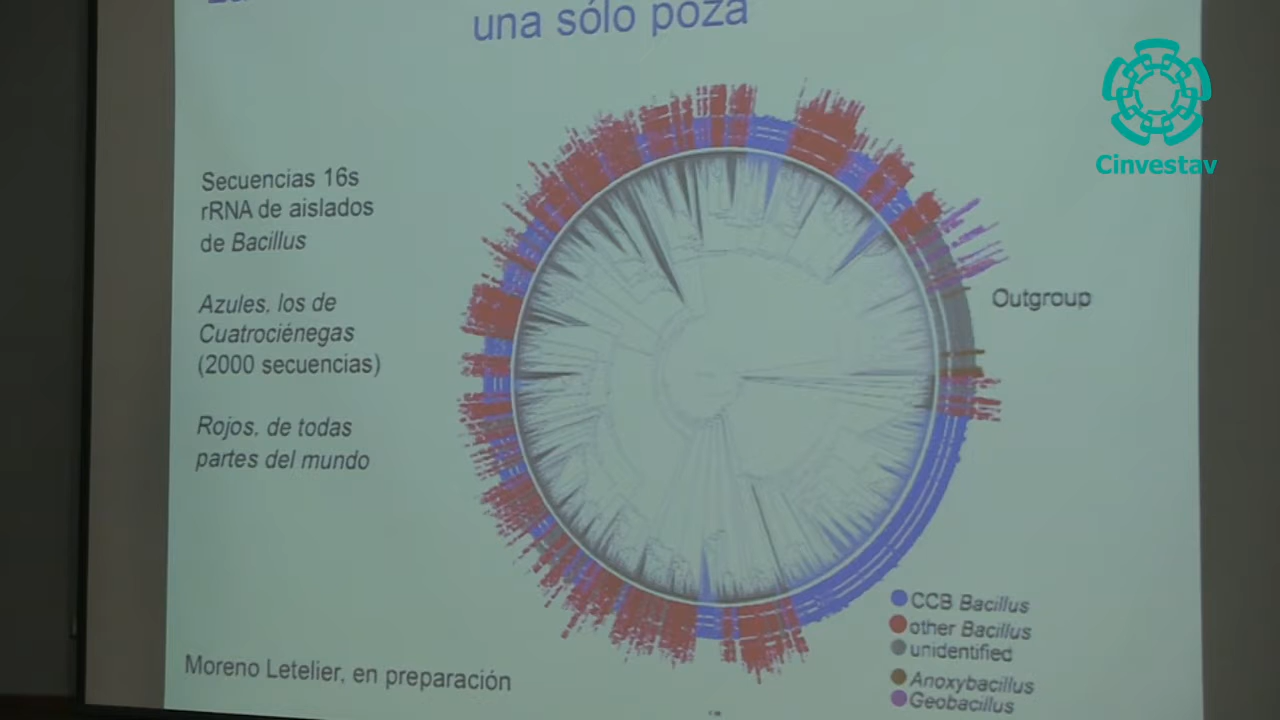 una sólo poza
Cinvestav
Secuencias 16s
rRNA de aislados
de Bacillus
Azules, los de
Cuatrociénegas
(2000 secuencias)
Rojos, de todas
partes del mundo
Outgroup
CCB Bacillus
other Bacillus
unidentified
Anoxybacillus
Geobacillus
Moreno Letelier, en preparación